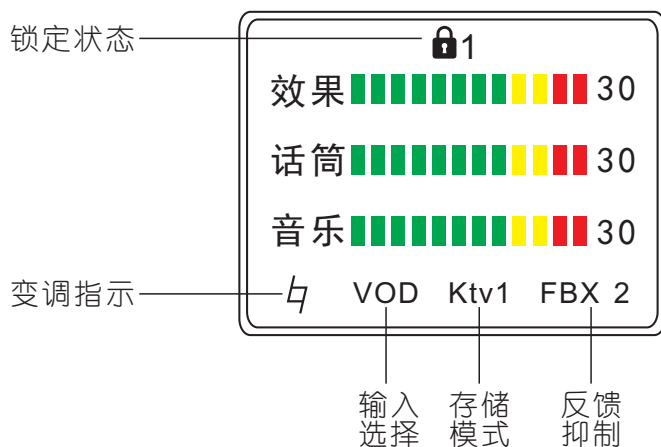 锁定状态
1
效果 30
话筒 30
音乐 30
变调指示
VOD Ktv1 FBX 2
输入 存储 反馈
选择 模式 抑制